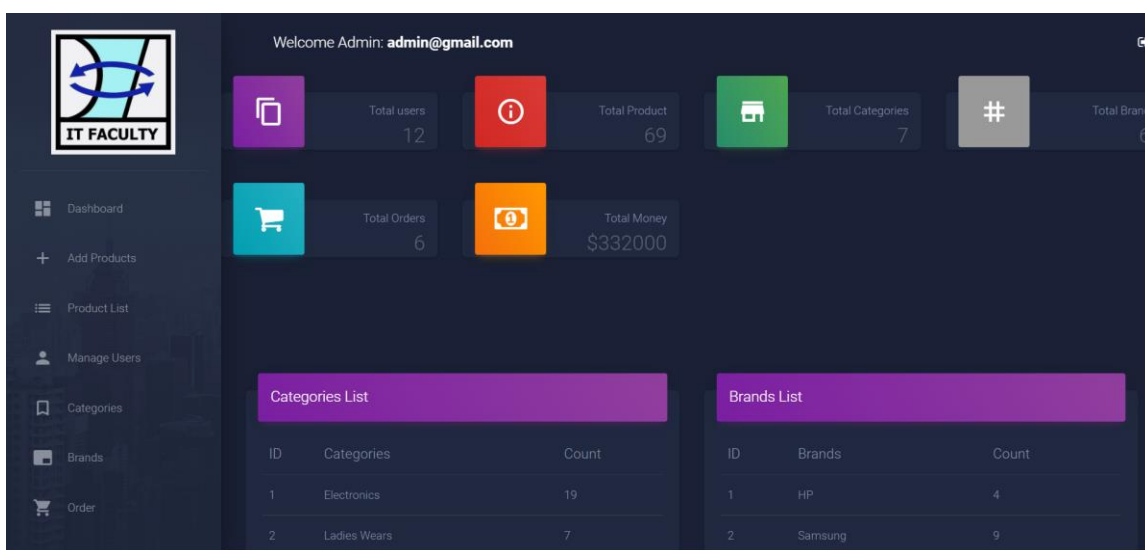 IT FACULTY
Welcome Admin: admin@gmail.com
Total users
12
Total Product
69
Total Categories
7
Total Orders
6
Total Money
$332000
Dashboard
Add Products
Product List
Manage Users
Categories
Brands
Order
Categories List
ID Categories Count
1 Electronics 19
2 Ladies Wears 7
Brands List
ID Brands Count
1 HP 4
2 Samsung 9